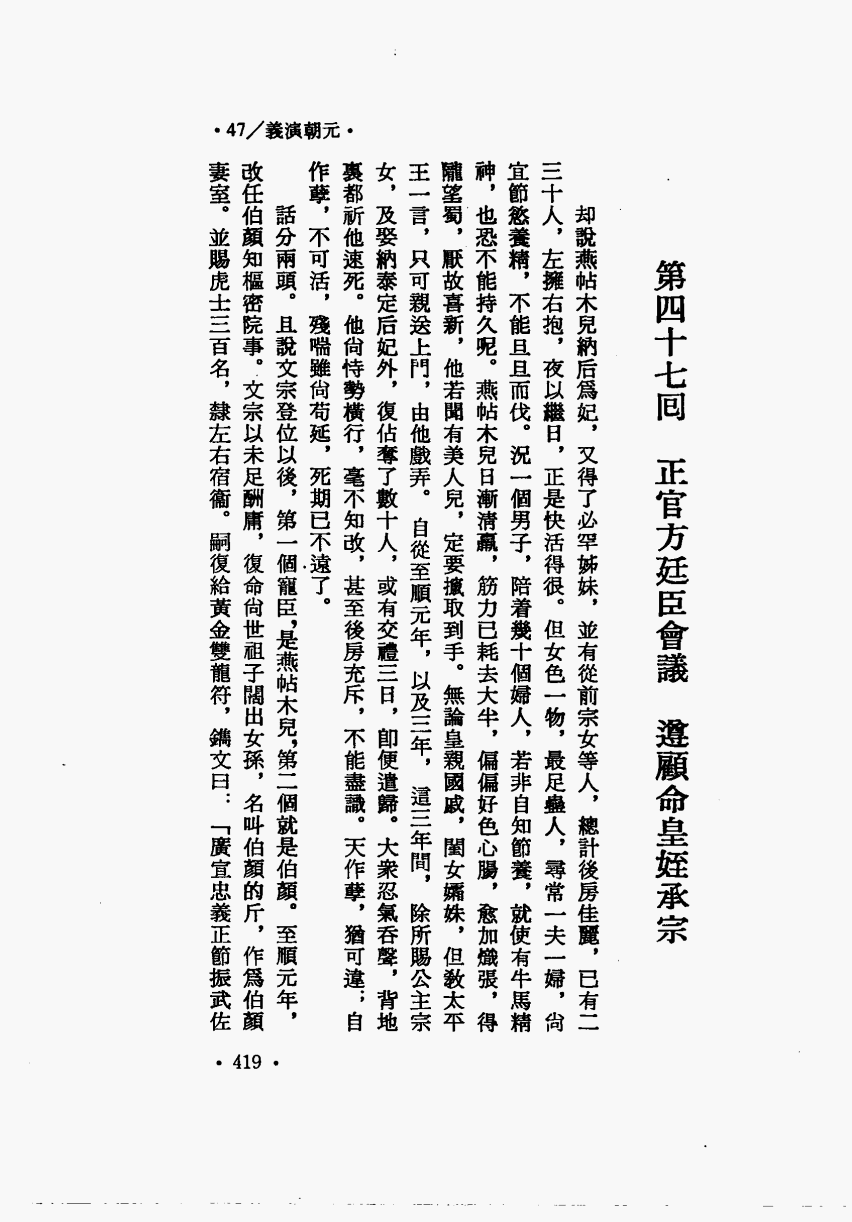 •47／義演朝元•
第四十七回　正官方廷臣會議　遵顧命皇姪承宗
却說燕帖木兒納后爲妃，又得了必罕姊妹，並有從前宗女等人，總計後房佳麗，已有二
三十人，左擁右抱，夜以繼日，正是快活得很。但女色一物，最足蠱人，尋常一夫一婦，尙
宜節慾養精，不能旦旦而伐。況一個男子，陪着幾十個婦人，若非自知節養，就使有牛馬精
神，也恐不能持久呢。燕帖木兒日漸清羸，筋力已耗去大半，偏偏好色心腸，愈加熾張，得
隴望蜀，厭故喜新，他若聞有美人兒，定要攫取到手。無論皇親國戚，閨女孀姝，但敎太平
王一言，只可親送上門，由他戲弄。自從至順元年，以及三年，這三年間，除所賜公主宗
女，及娶納泰定后妃外，復佔奪了數十人，或有交禮三日，卽便遣歸。大衆忍氣吞聲，背地
裏都祈他速死。他尙恃勢橫行，毫不知改，甚至後房充斥，不能盡識。天作孽，猶可違；自
作孽，不可活，殘喘雖尙苟延，死期已不遠了。
話分兩頭。且說文宗登位以後，第一個寵臣，是燕帖木兒，第二個就是伯顏。至順元年，
改任伯顏知樞密院事。文宗以未足酬庸，復命尙世祖子闊出女孫，名叫伯顏的斤，作爲伯顏
妻室。並賜虎士三百名，隸左右宿衞。嗣復給黃金雙龍符，鐫文曰：「廣宣忠義正節振武佐
•419•